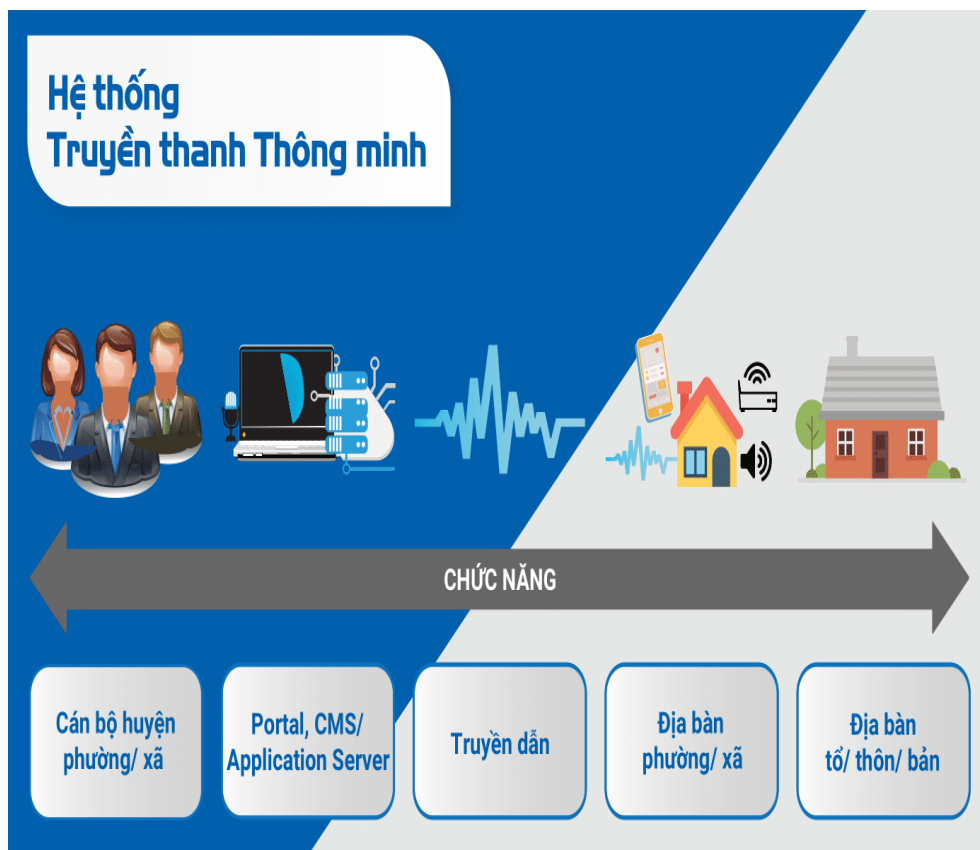 Hệ thống
Truyền thanh Thông minh
CHỨC NĂNG
Cán bộ huyện
phường/ xã
Portal, CMS/
Application Server
Truyền dẫn
Địa bàn
phường/ xã
Địa bàn
tổ/ thôn/ bản